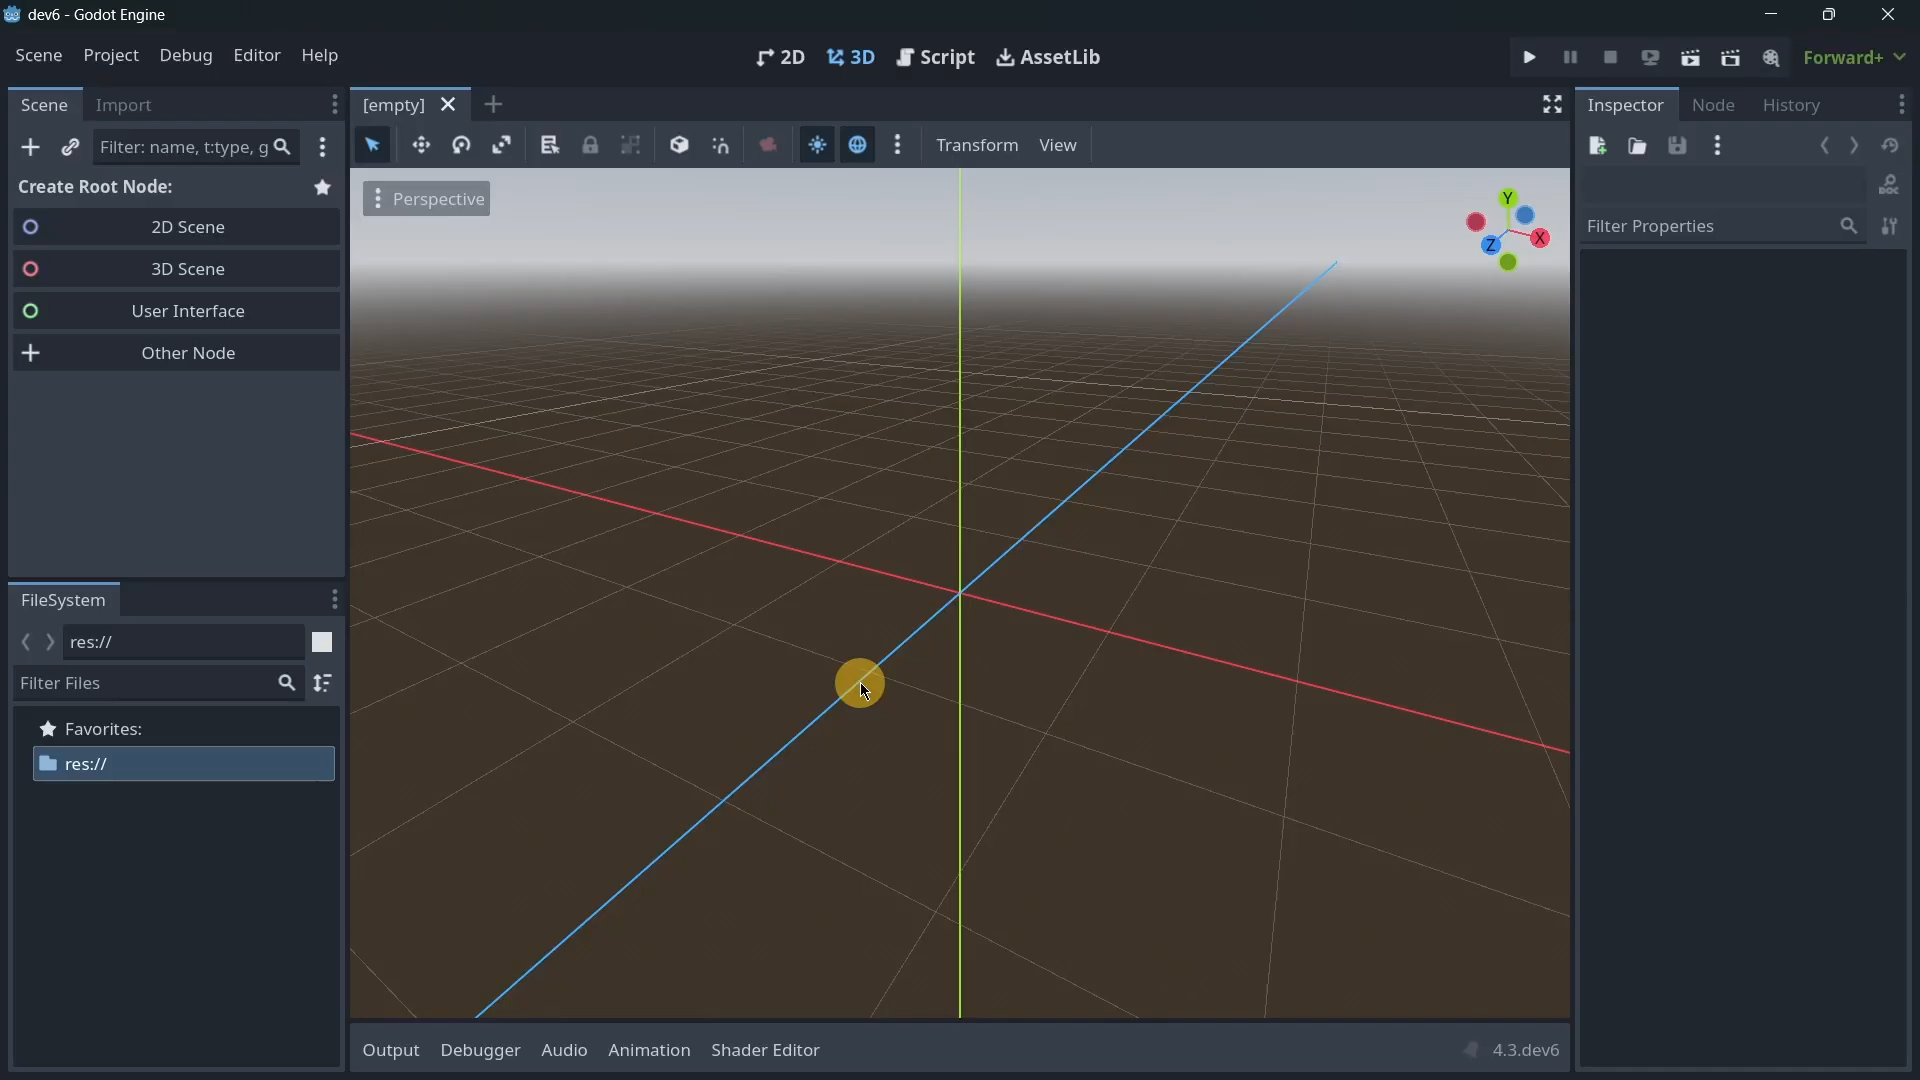 dev6 - Godot Engine
Scene Project Debug Editor Help
2D 3D Script AssetLib
Forward+
Scene Import
[empty]
Inspector Node History
Filter: name, t:type, g
Transform View
Create Root Node:
Perspective
Y
X
Z
2D Scene
Filter Properties
3D Scene
User Interface
Other Node
FileSystem
res://
Filter Files
Favorites:
res://
Output Debugger Audio Animation Shader Editor
4.3.dev6